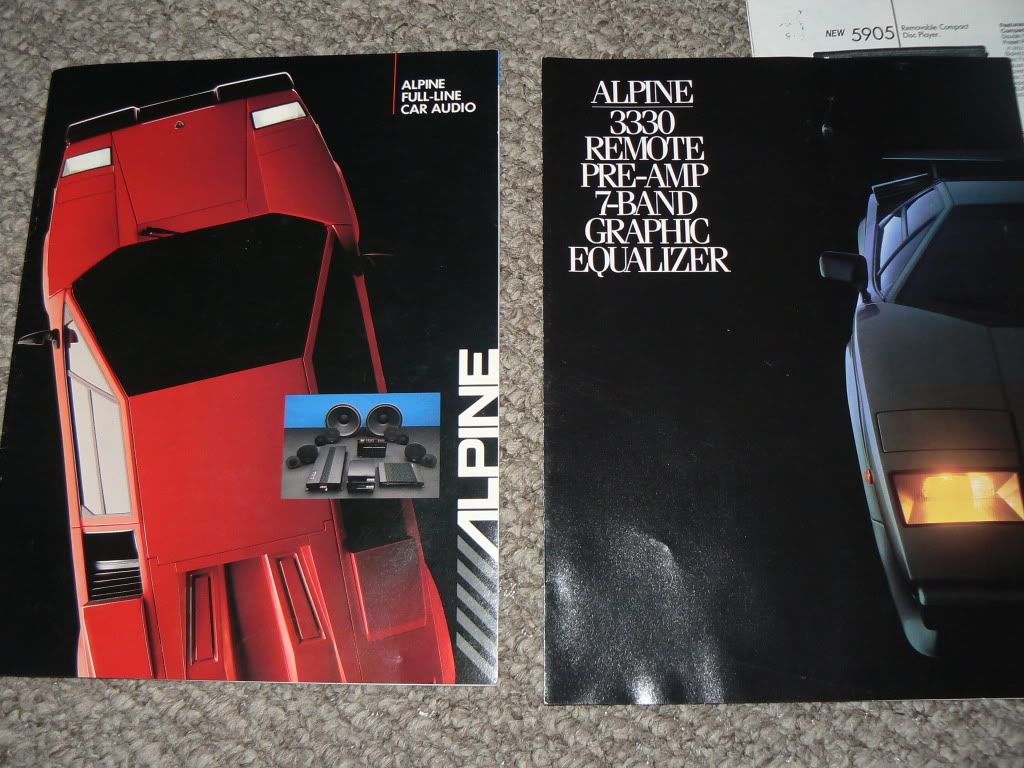 ALPINE
FULL-LINE
CAR AUDIO
ALPINE
ALPINE
3330
REMOTE
PRE-AMP
7-BAND
GRAPHIC
EQUALIZER
NEW 5905
Removable Compact
Disc Player.
Features